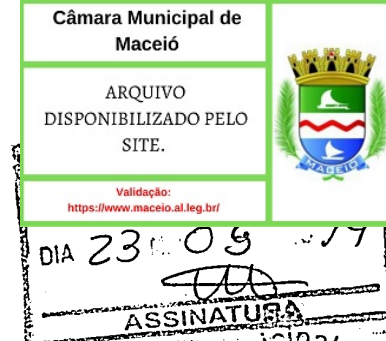 Câmara Municipal de
Maceió
ARQUIVO
DISPONIBILIZADO PELO
SITE.
Validação:
https://www.maceio.al.leg.br/
MACEIÓ
DIA 23
ASSINATURA